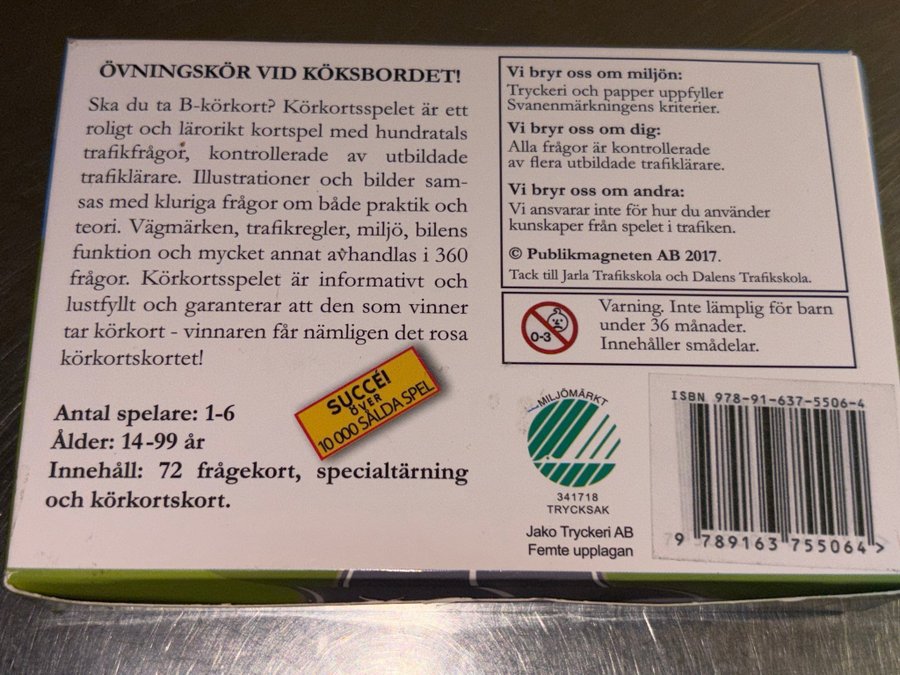 ÖVNINGSKÖR VID KÖKSBORDET!
Ska du ta B-körkort? Körkortsspelet är ett
roligt och lärorikt kortspel med hundratals
trafikfrågor, kontrollerade av utbildade
trafiklärare. Illustrationer och bilder sam-
sas med kluriga frågor om både praktik och
teori. Vägmärken, trafikregler, miljö, bilens
funktion och mycket annat avhandlas i 360
frågor. Körkortsspelet är informativt och
lustfyllt och garanterar att den som vinner
tar körkort - vinnaren får nämligen det rosa
körkortskortet!
SUCCÉ!
ÖVER
10 000 SÅLDA SPEL
Antal spelare: 1-6
Ålder: 14-99 år
Innehåll: 72 frågekort, specialtärning
och körkortskort.
Vi bryr oss om miljön:
Tryckeri och papper uppfyller
Svanenmärkningens kriterier.
Vi bryr oss om dig:
Alla frågor är kontrollerade
av flera utbildade trafiklärare.
Vi bryr oss om andra:
Vi ansvarar inte för hur du använder
kunskaper från spelet i trafiken.
© Publikmagneten AB 2017.
Tack till Jarla Trafikskola och Dalens Trafikskola.
0-3
Varning. Inte lämplig för barn
under 36 månader.
Innehåller smådelar.
MILJÖMÄRKT
341718
TRYCKSAK
Jako Tryckeri AB
Femte upplagan
ISBN 978-91-637-5506-4
9 789163 755064 >